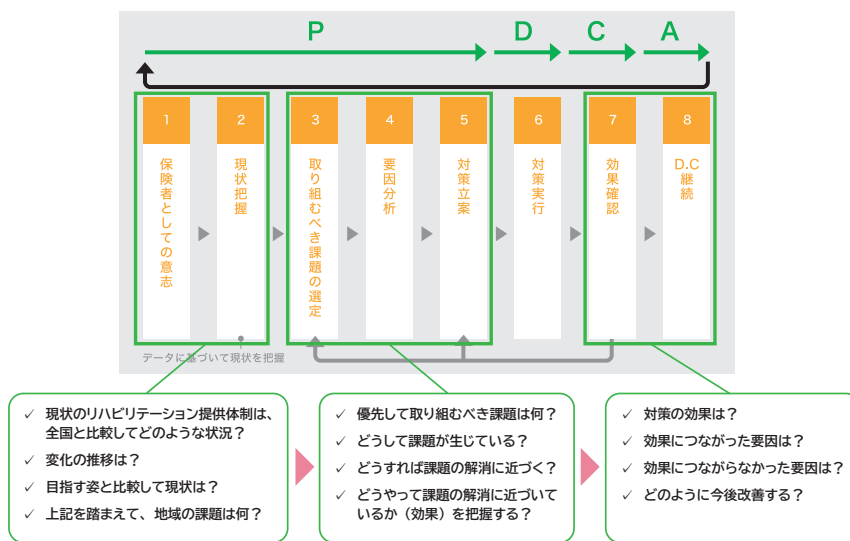 P
D
C
A
1
保険者としての意志
2
現状把握
3
取り組むべき課題の選定
4
要因分析
5
対策立案
6
対策実行
7
効果確認
8
D.C
継続
データに基づいて現状を把握
✓ 現状のリハビリテーション提供体制は、
全国と比較してどのような状況?
✓ 変化の推移は?
✓ 目指す姿と比較して現状は?
✓ 上記を踏まえて、地域の課題は何?
✓ 優先して取り組むべき課題は何?
✓ どうして課題が生じている?
✓ どうすれば課題の解消に近づく?
✓ どうやって課題の解消に近づいて
いるか(効果)を把握する?
✓ 対策の効果は?
✓ 効果につながった要因は?
✓ 効果につながらなかった要因は?
✓ どのように今後改善する?